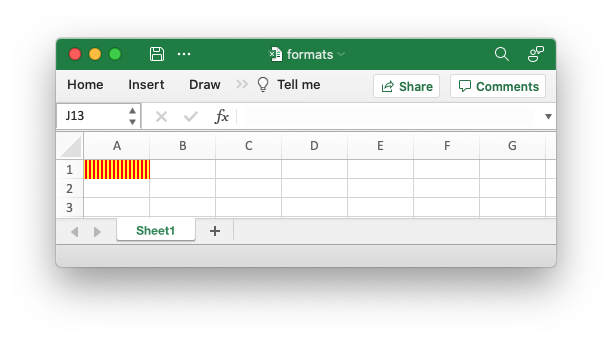 formats
Home Insert Draw Tell me Share Comments
J13 fx
A B C D E F G
1
2
3
Sheet1